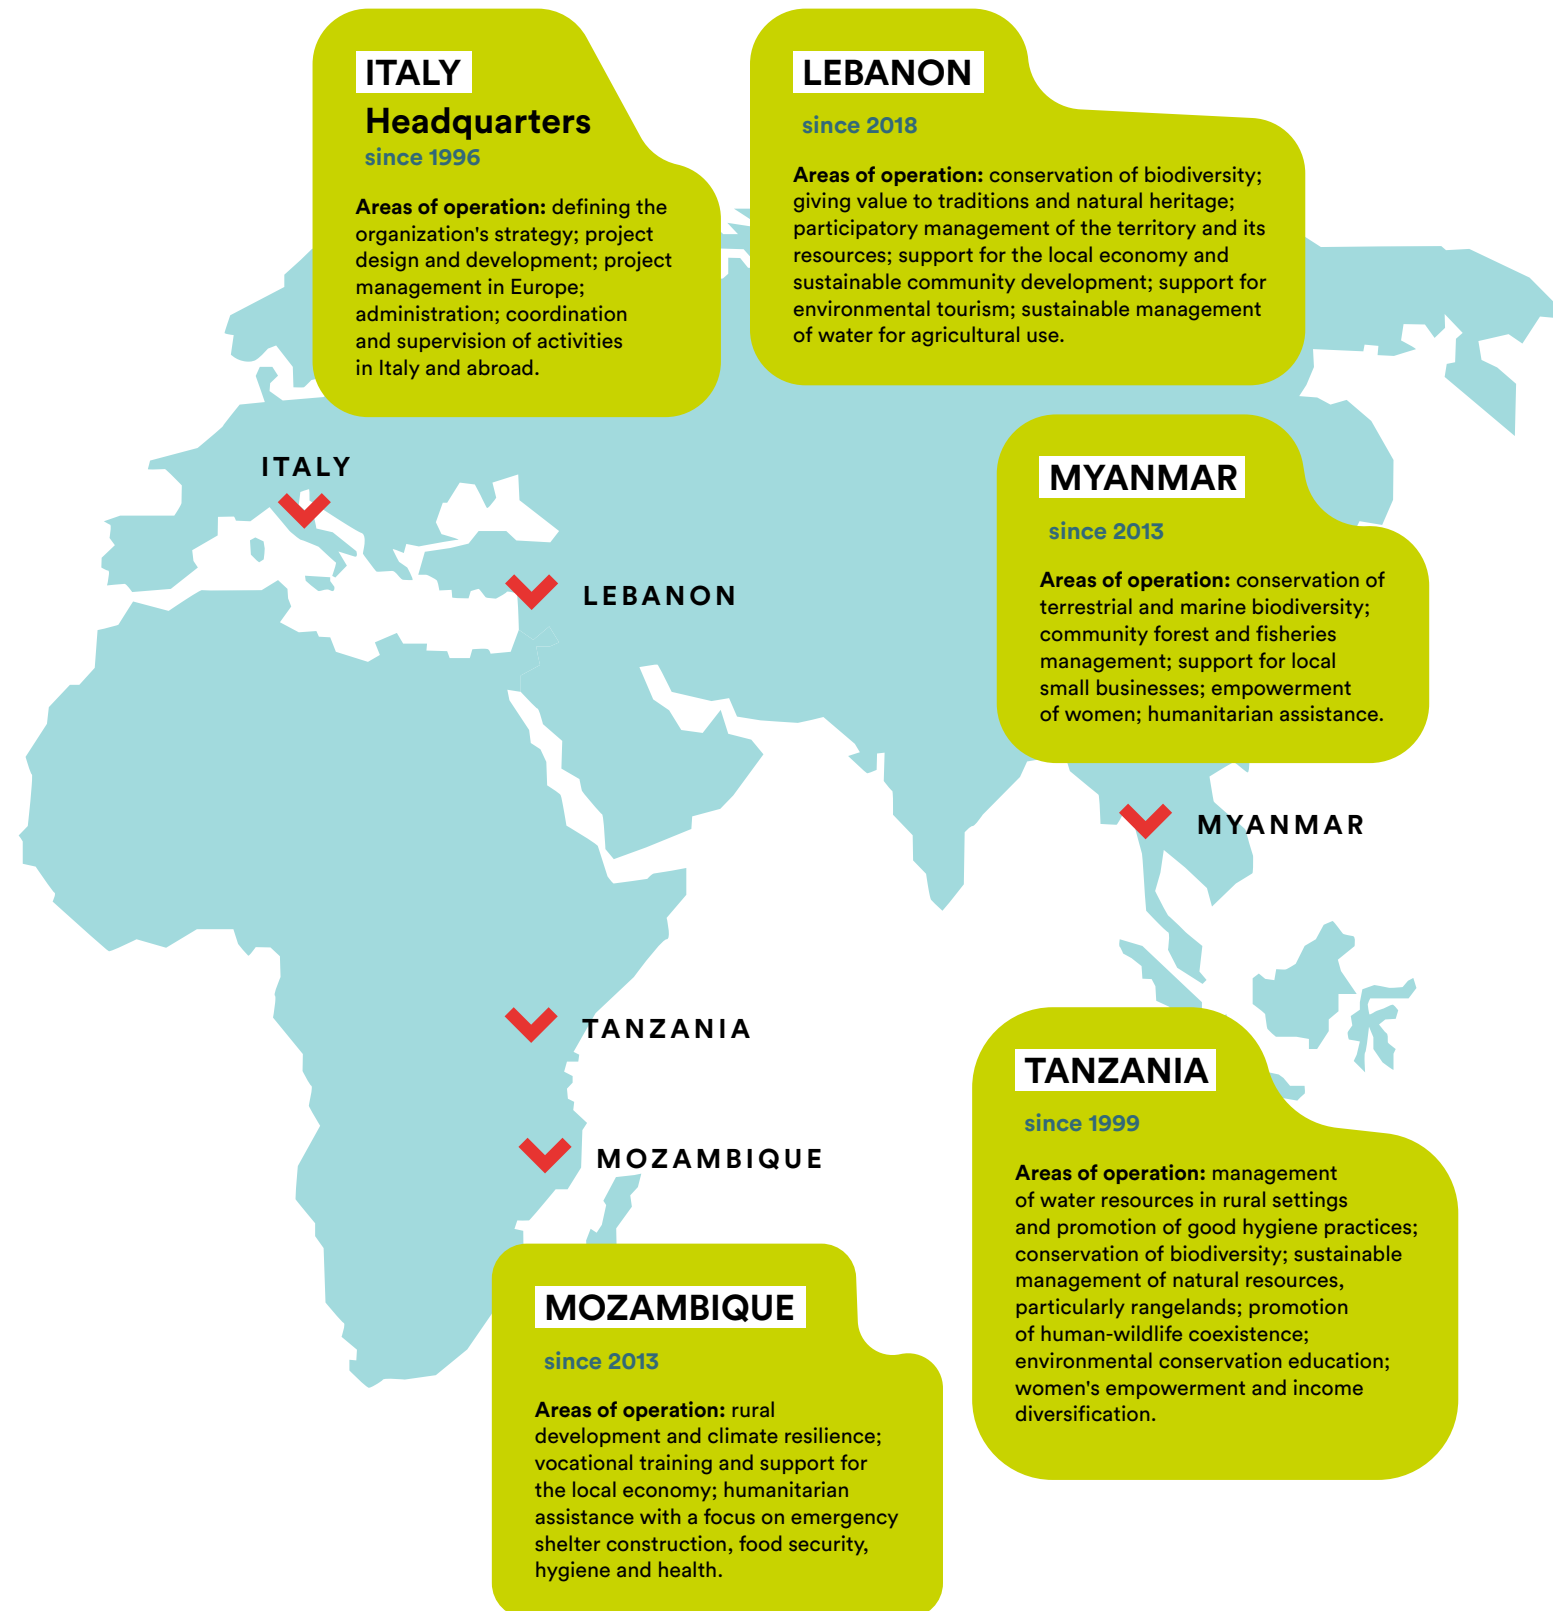 ITALY
Headquarters
since 1996
Areas of operation: defining the
organization's strategy; project
design and development; project
management in Europe;
administration; coordination
and supervision of activities
in Italy and abroad.
LEBANON
since 2018
Areas of operation: conservation of biodiversity;
giving value to traditions and natural heritage;
participatory management of the territory and its
resources; support for the local economy and
sustainable community development; support for
environmental tourism; sustainable management
of water for agricultural use.
ITALY
LEBANON
MYANMAR
since 2013
Areas of operation: conservation of
terrestrial and marine biodiversity;
community forest and fisheries
management; support for local
small businesses; empowerment
of women; humanitarian assistance.
MYANMAR
TANZANIA
MOZAMBIQUE
TANZANIA
since 1999
Areas of operation: management
of water resources in rural settings
and promotion of good hygiene practices;
conservation of biodiversity; sustainable
management of natural resources,
particularly rangelands; promotion
of human-wildlife coexistence;
environmental conservation education;
women's empowerment and income
diversification.
MOZAMBIQUE
since 2013
Areas of operation: rural
development and climate resilience;
vocational training and support for
the local economy; humanitarian
assistance with a focus on emergency
shelter construction, food security,
hygiene and health.